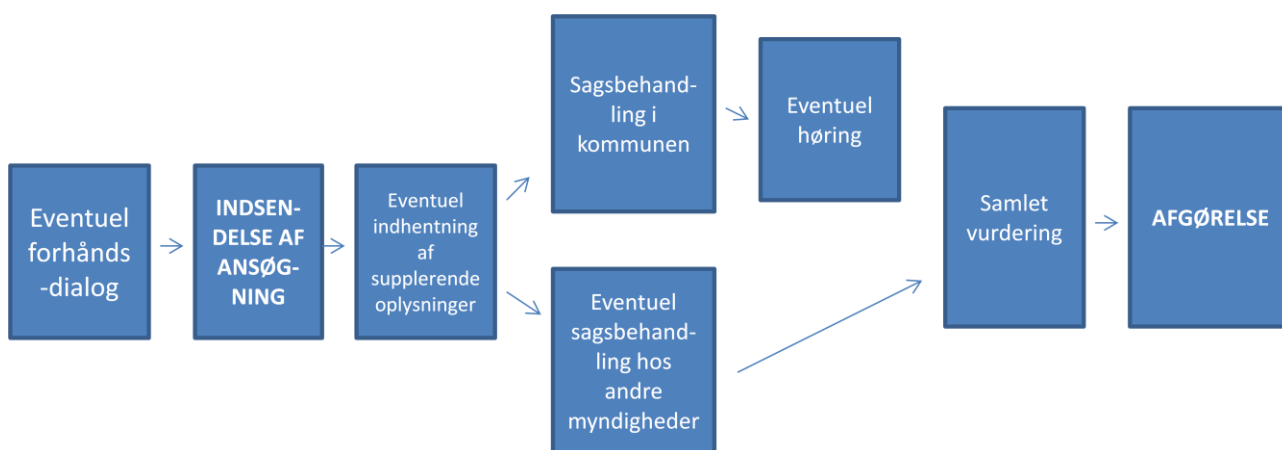 Eventuel
forhånds
-dialog
INDSEN-
DELSE AF
ANSØG-
NING
Eventuel
indhentning
af
supplerende
oplysninger
Sagsbehand-
ling i
kommunen
Eventuel
høring
Eventuel
sagsbehand-
ling hos
andre
myndigheder
Samlet
vurdering
AFGØRELSE